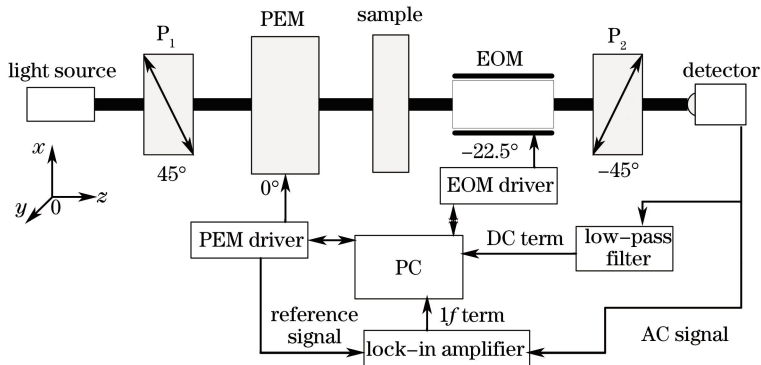 P₁
PEM
sample
EOM
P₂
light source
detector
45°
0°
−22.5°
−45°
x
y
0
z
EOM driver
PEM driver
PC
DC term
low−pass
filter
reference
signal
1f term
AC signal
lock−in amplifier